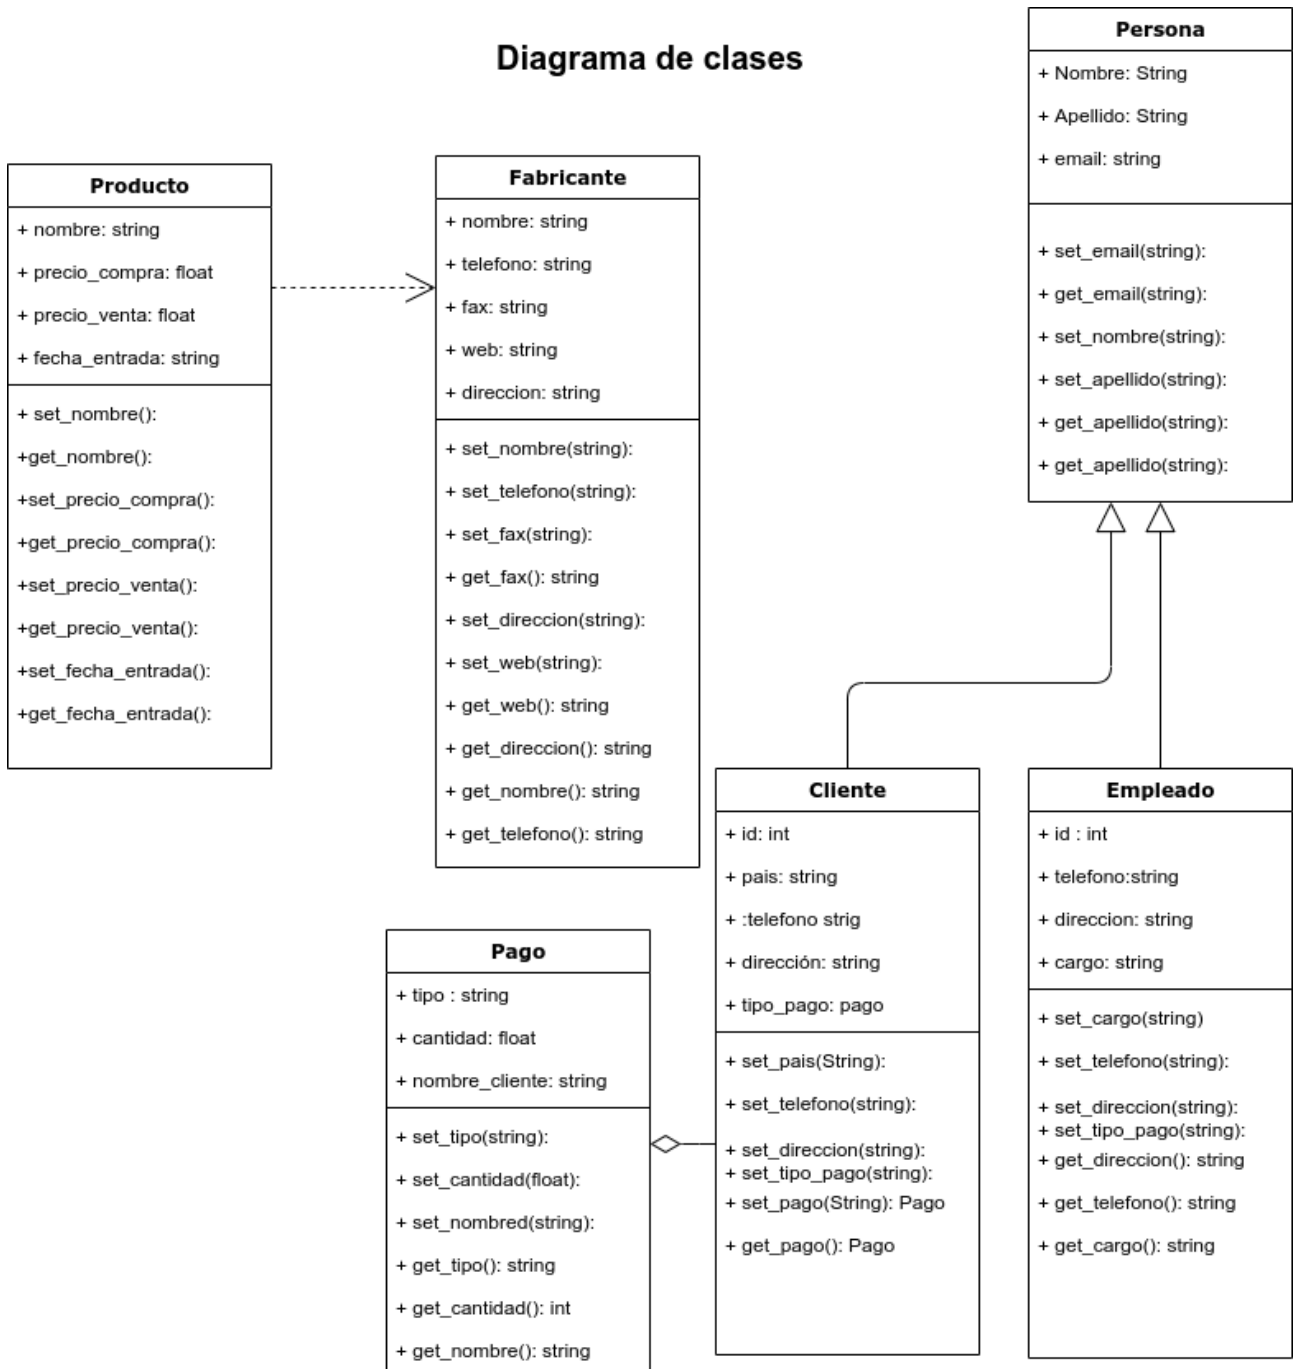 Diagrama de clases
Producto
+ nombre: string
+ precio_compra: float
+ precio_venta: float
+ fecha_entrada: string
+ set_nombre():
+get_nombre():
+set_precio_compra():
+get_precio_compra():
+set_precio_venta():
+get_precio_venta():
+set_fecha_entrada():
+get_fecha_entrada():
Fabricante
+ nombre: string
+ telefono: string
+ fax: string
+ web: string
+ direccion: string
+ set_nombre(string):
+ set_telefono(string):
+ set_fax(string):
+ get_fax(): string
+ set_direccion(string):
+ set_web(string):
+ get_web(): string
+ get_direccion(): string
+ get_nombre(): string
+ get_telefono(): string
Persona
+ Nombre: String
+ Apellido: String
+ email: string
+ set_email(string):
+ get_email(string):
+ set_nombre(string):
+ set_apellido(string):
+ get_apellido(string):
+ get_apellido(string):
Pago
+ tipo : string
+ cantidad: float
+ nombre_cliente: string
+ set_tipo(string):
+ set_cantidad(float):
+ set_nombred(string):
+ get_tipo(): string
+ get_cantidad(): int
+ get_nombre(): string
Cliente
+ id: int
+ pais: string
+ :telefono strig
+ dirección: string
+ tipo_pago: pago
+ set_pais(String):
+ set_telefono(string):
+ set_direccion(string):
+ set_tipo_pago(string):
+ set_pago(String): Pago
+ get_pago(): Pago
Empleado
+ id : int
+ telefono:string
+ direccion: string
+ cargo: string
+ set_cargo(string)
+ set_telefono(string):
+ set_direccion(string):
+ set_tipo_pago(string):
+ get_direccion(): string
+ get_telefono(): string
+ get_cargo(): string